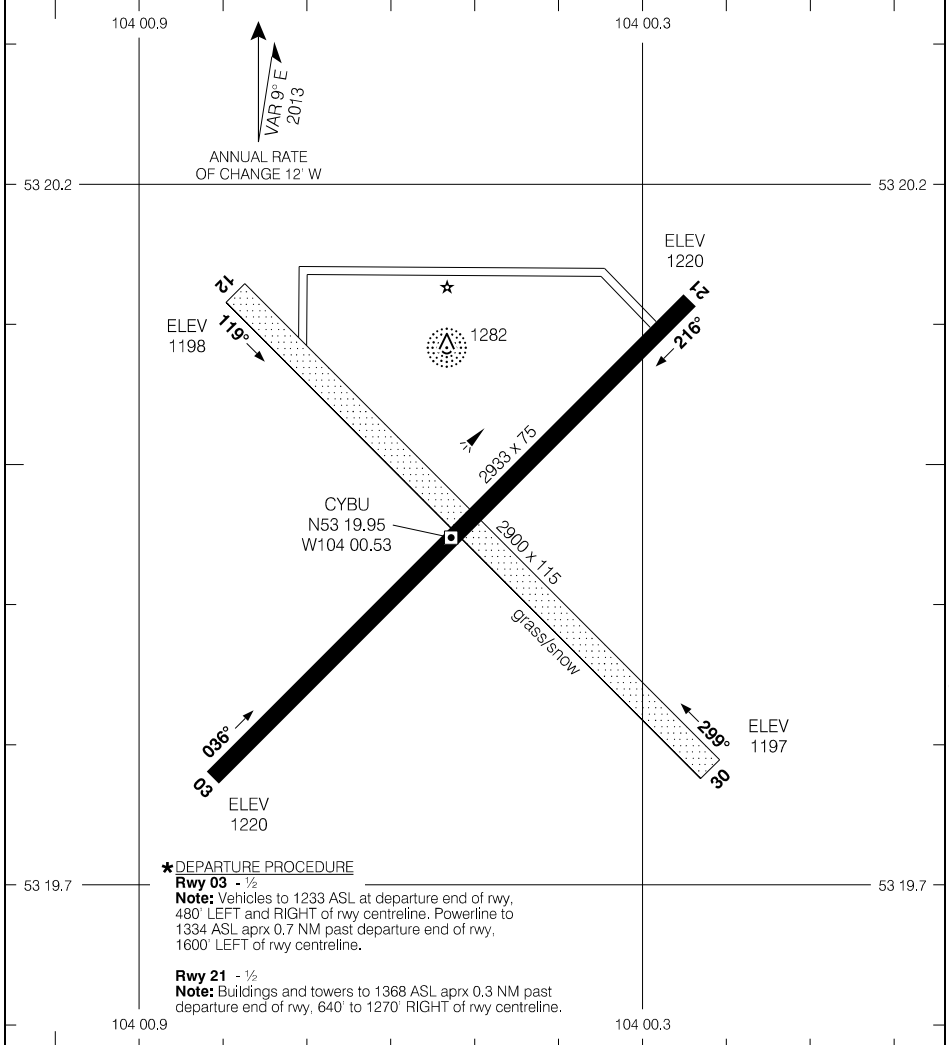 104 00.9
104 00.3
VAR 9° E
2013
ANNUAL RATE
OF CHANGE 12' W
53 20.2
53 20.2
ELEV
1220
21
216°
12
119°
ELEV
1198
1282
2933 x 75
CYBU
N53 19.95
W104 00.53
2900 x 115
grass/snow
036°
03
ELEV
1220
299°
30
ELEV
1197
*DEPARTURE PROCEDURE
53 19.7
53 19.7
Rwy 03 - ½
Note: Vehicles to 1233 ASL at departure end of rwy,
480' LEFT and RIGHT of rwy centreline. Powerline to
1334 ASL aprx 0.7 NM past departure end of rwy,
1600' LEFT of rwy centreline.
Rwy 21 - ½
Note: Buildings and towers to 1368 ASL aprx 0.3 NM past
departure end of rwy, 640' to 1270' RIGHT of rwy centreline.
104 00.9
104 00.3